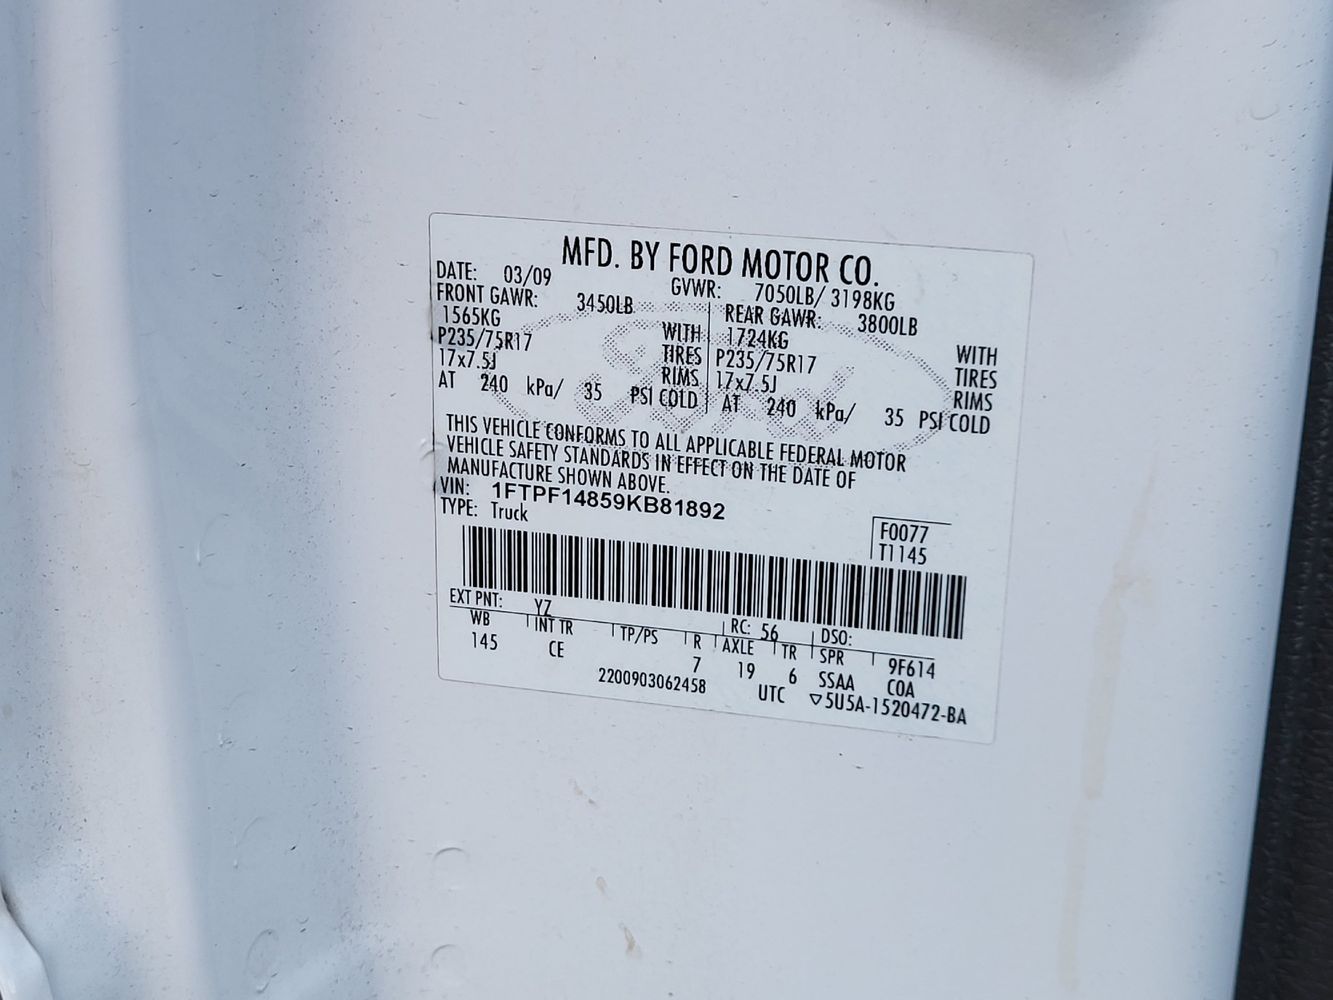 MFD. BY FORD MOTOR CO.
DATE: 03/09 GVWR: 7050LB/ 3198KG
FRONT GAWR: 3450LB REAR GAWR: 3800LB
1565KG WITH 1724KG WITH
P235/75R17 TIRES P235/75R17 TIRES
17x7.5J RIMS 17x7.5J RIMS
AT 240 kPa/ 35 PSI COLD AT 240 kPa/ 35 PSI COLD
THIS VEHICLE CONFORMS TO ALL APPLICABLE FEDERAL MOTOR
VEHICLE SAFETY STANDARDS IN EFFECT ON THE DATE OF
MANUFACTURE SHOWN ABOVE.
VIN: 1FTPF14859KB81892
TYPE: Truck
F0077
T1145
EXT PNT: YZ RC: 56 DSO:
WB INT TR TP/PS R AXLE TR SPR 9F614
145 CE 7 19 6 SSAA COA
2200903062458 UTC ▽5U5A-1520472-BA